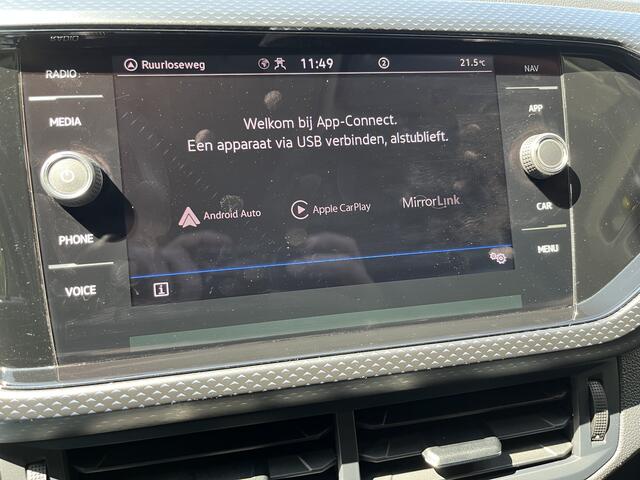 RADIO
Ruurloseweg 11:49 2 21.5°C
NAV
RADIO
MEDIA
APP
Welkom bij App-Connect.
Een apparaat via USB verbinden, alstublieft.
Android Auto Apple CarPlay MirrorLink
CAR
PHONE
MENU
VOICE
i